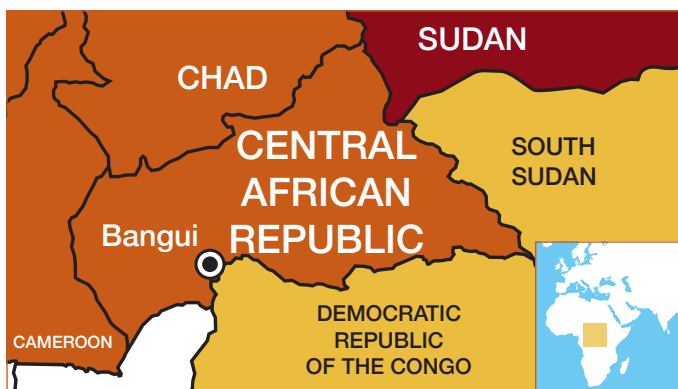 SUDAN
CHAD
CENTRAL
AFRICAN
REPUBLIC
SOUTH
SUDAN
Bangui
DEMOCRATIC
REPUBLIC
OF THE CONGO
CAMEROON